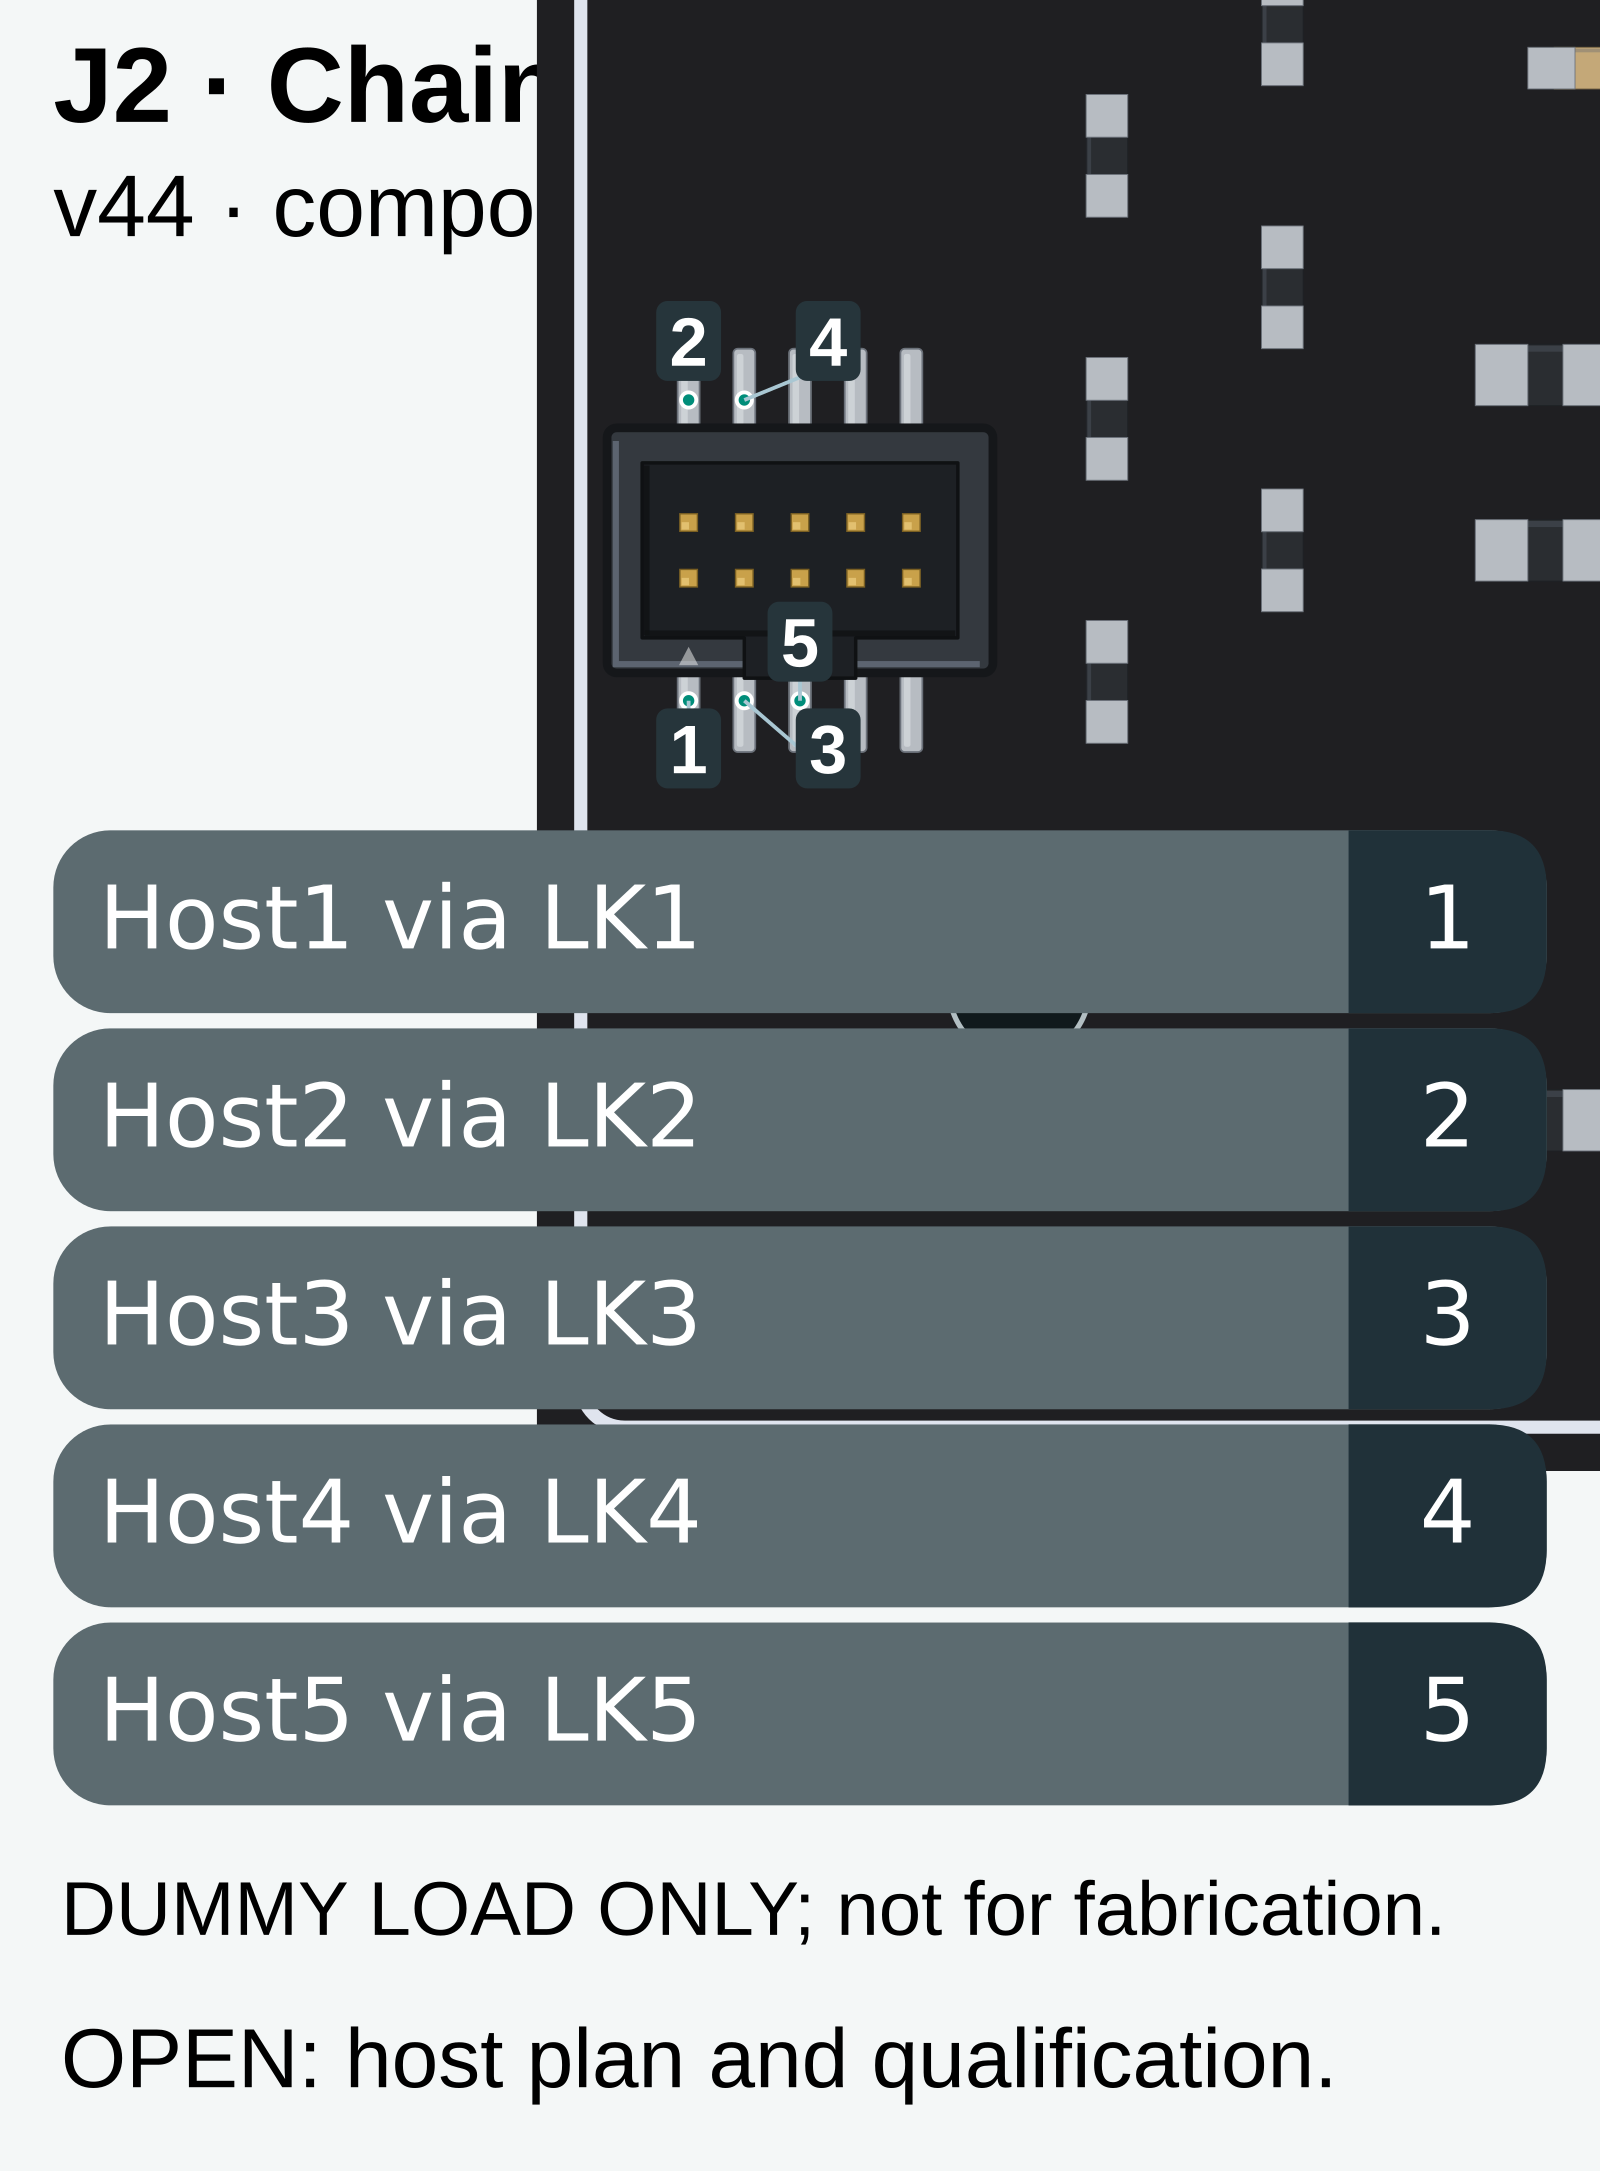 J2 · Chain
v44 · compo
2 4
5
1 3
Host1 via LK1 1
Host2 via LK2 2
Host3 via LK3 3
Host4 via LK4 4
Host5 via LK5 5
DUMMY LOAD ONLY; not for fabrication.
OPEN: host plan and qualification.